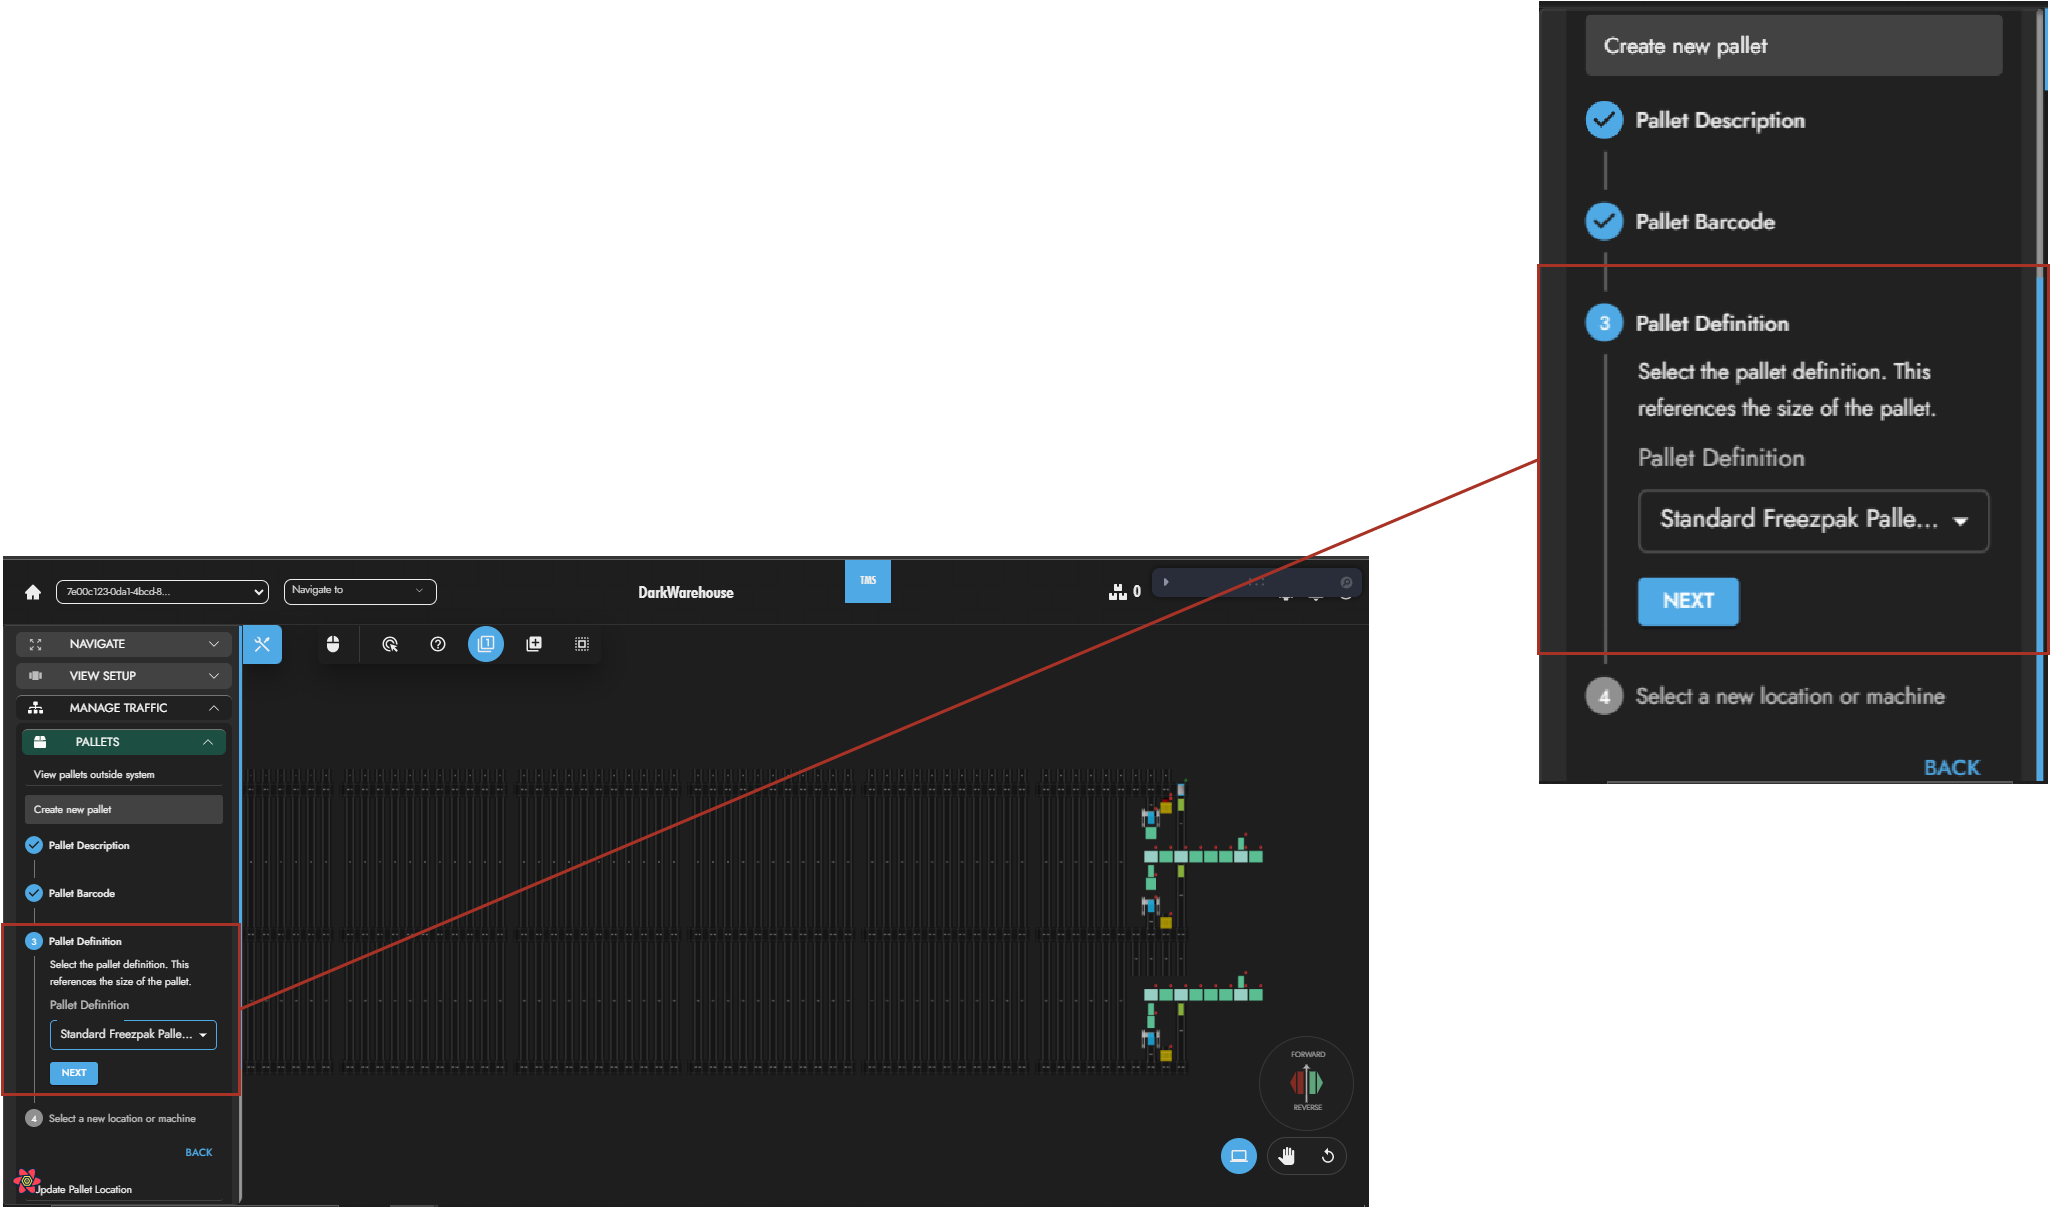 Create new pallet
Pallet Description
Pallet Barcode
3 Pallet Definition
Select the pallet definition. This
references the size of the pallet.
Pallet Definition
Standard Freezpak Palle...
NEXT
4 Select a new location or machine
BACK
7e00c123-0da1-4bcd-8...
Navigate to
DarkWarehouse
TMS
0
NAVIGATE
VIEW SETUP
MANAGE TRAFFIC
PALLETS
View pallets outside system
Create new pallet
Pallet Description
Pallet Barcode
3 Pallet Definition
Select the pallet definition. This
references the size of the pallet.
Pallet Definition
Standard Freezpak Palle...
NEXT
4 Select a new location or machine
BACK
Update Pallet Location
1
FORWARD
REVERSE